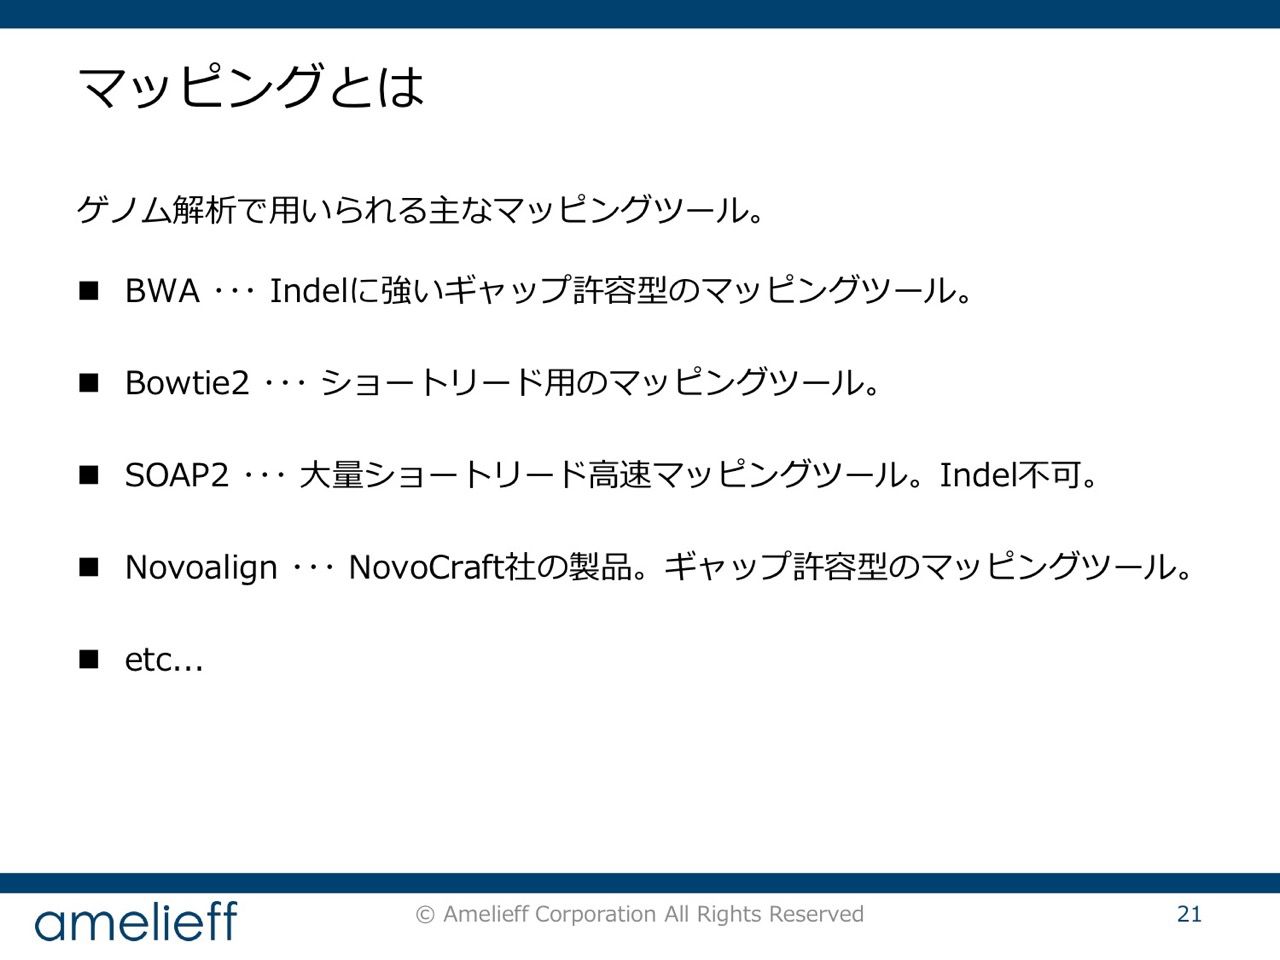 マッピングとは
ゲノム解析で用いられる主なマッピングツール。
■ BWA ･･･ Indelに強いギャップ許容型のマッピングツール。
■ Bowtie2 ･･･ ショートリード用のマッピングツール。
■ SOAP2 ･･･ 大量ショートリード高速マッピングツール。Indel不可。
■ Novoalign ･･･ NovoCraft社の製品。ギャップ許容型のマッピングツール。
■ etc...
amelieff
© Amelieff Corporation All Rights Reserved
21